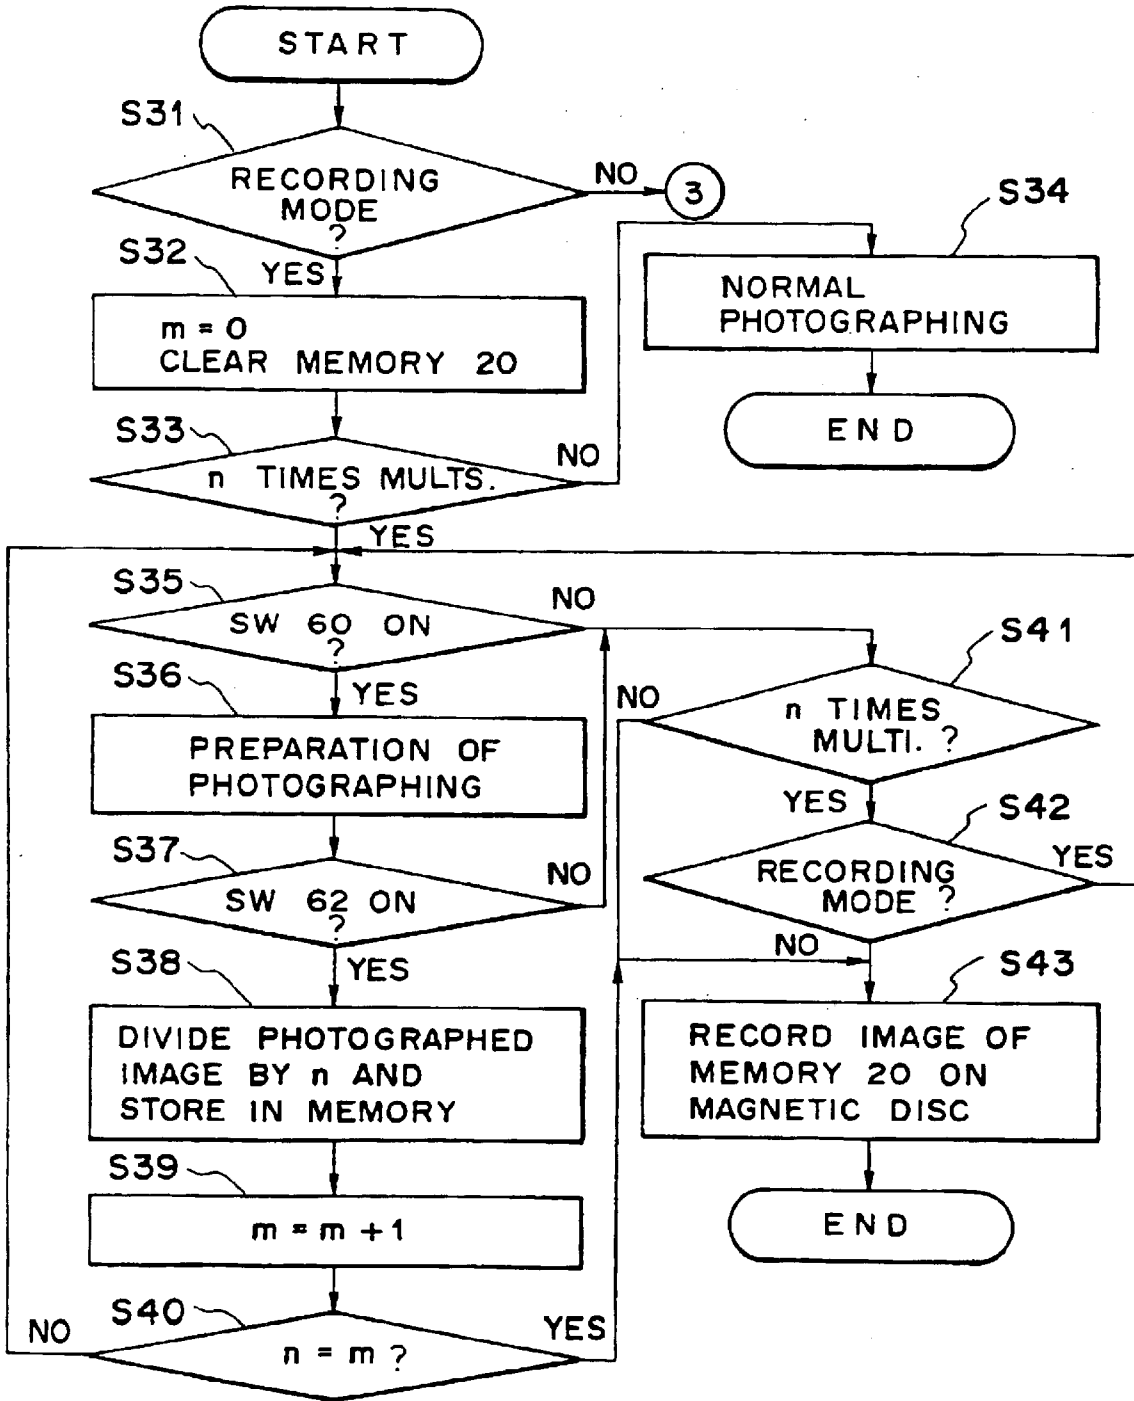 START
S31
RECORDING
MODE
?
NO
3
S32
YES
m = 0
CLEAR MEMORY 20
S34
NORMAL
PHOTOGRAPHING
END
S33
n TIMES MULTS.
?
NO
YES
S35
SW 60 ON
?
NO
S36
YES
PREPARATION OF
PHOTOGRAPHING
S37
SW 62 ON
?
NO
S38
YES
DIVIDE PHOTOGRAPHED
IMAGE BY n AND
STORE IN MEMORY
S39
m = m + 1
S40
n = m ?
NO
YES
S41
n TIMES
MULTI. ?
NO
YES
S42
RECORDING
MODE ?
YES
NO
S43
RECORD IMAGE OF
MEMORY 20 ON
MAGNETIC DISC
END